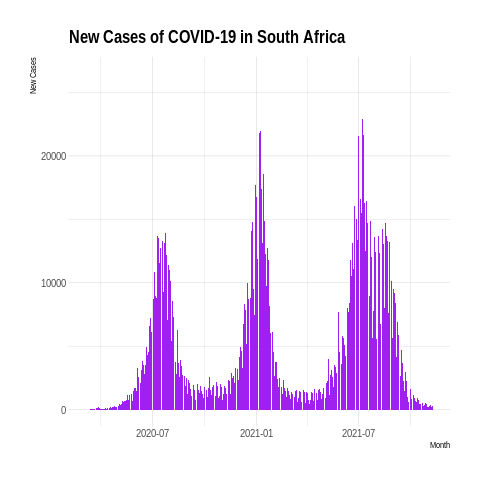 New Cases of COVID-19 in South Africa
New Cases
20000
10000
0
2020-07
2021-01
2021-07
Month